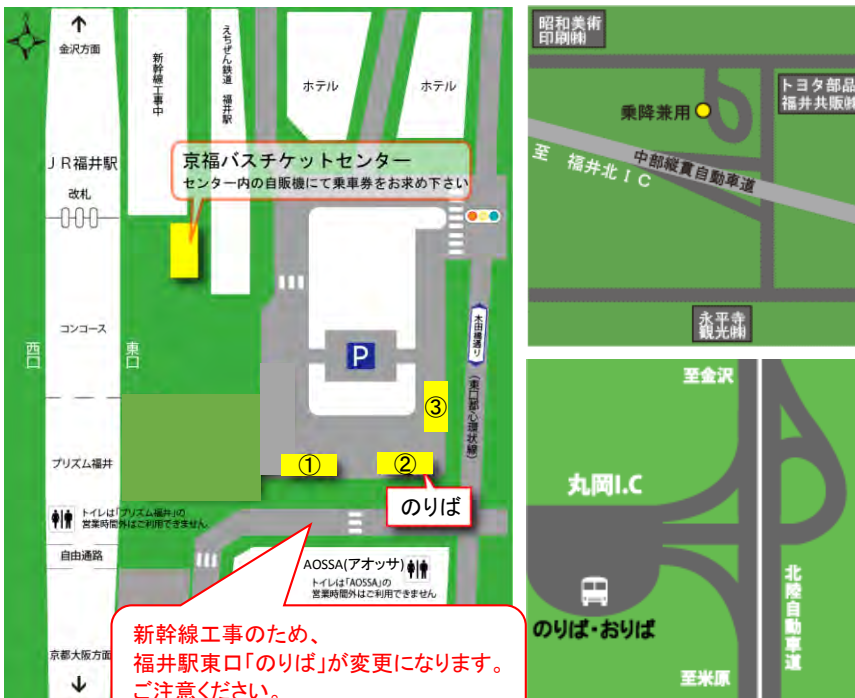 金沢方面
新幹線工事中
えちぜん鉄道 福井駅
ホテル
ホテル
JR福井駅
改札
京福バスチケットセンター
センター内の自販機にて乗車券をお求め下さい
コンコース
西口
東口
P
木田橋通り
(東口都心環状線)
③
プリズム福井
①
②
のりば
トイレは「プリズム福井」の
営業時間外はご利用できません
自由通路
AOSSA(アオッサ)
トイレは「AOSSA」の
営業時間外はご利用できません
京都大阪方面
新幹線工事のため、
福井駅東口「のりば」が変更になります。
ご注意ください。
昭和美術
印刷㈱
トヨタ部品
福井共販㈱
乗降兼用
至 福井北IC
中部縦貫自動車道
永平寺
観光㈱
至金沢
丸岡I.C
のりば・おりば
北陸自動車道
至米原